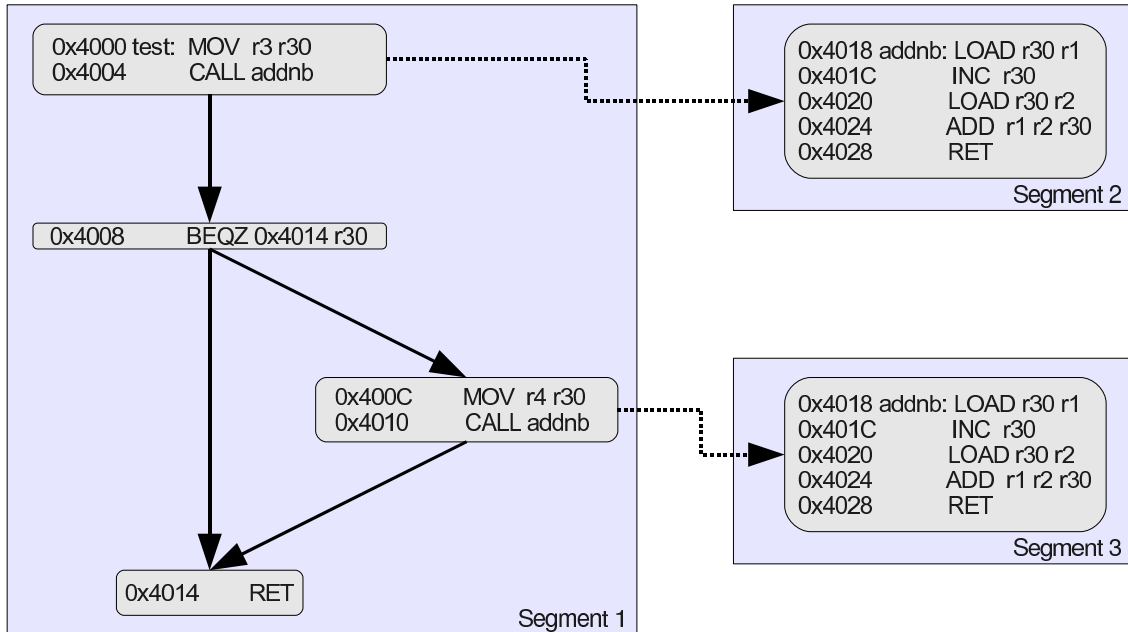 0x4000 test: MOV r3 r30
0x4004 CALL addnb
0x4008 BEQZ 0x4014 r30
0x400C MOV r4 r30
0x4010 CALL addnb
0x4014 RET
Segment 1
0x4018 addnb: LOAD r30 r1
0x401C INC r30
0x4020 LOAD r30 r2
0x4024 ADD r1 r2 r30
0x4028 RET
Segment 2
0x4018 addnb: LOAD r30 r1
0x401C INC r30
0x4020 LOAD r30 r2
0x4024 ADD r1 r2 r30
0x4028 RET
Segment 3